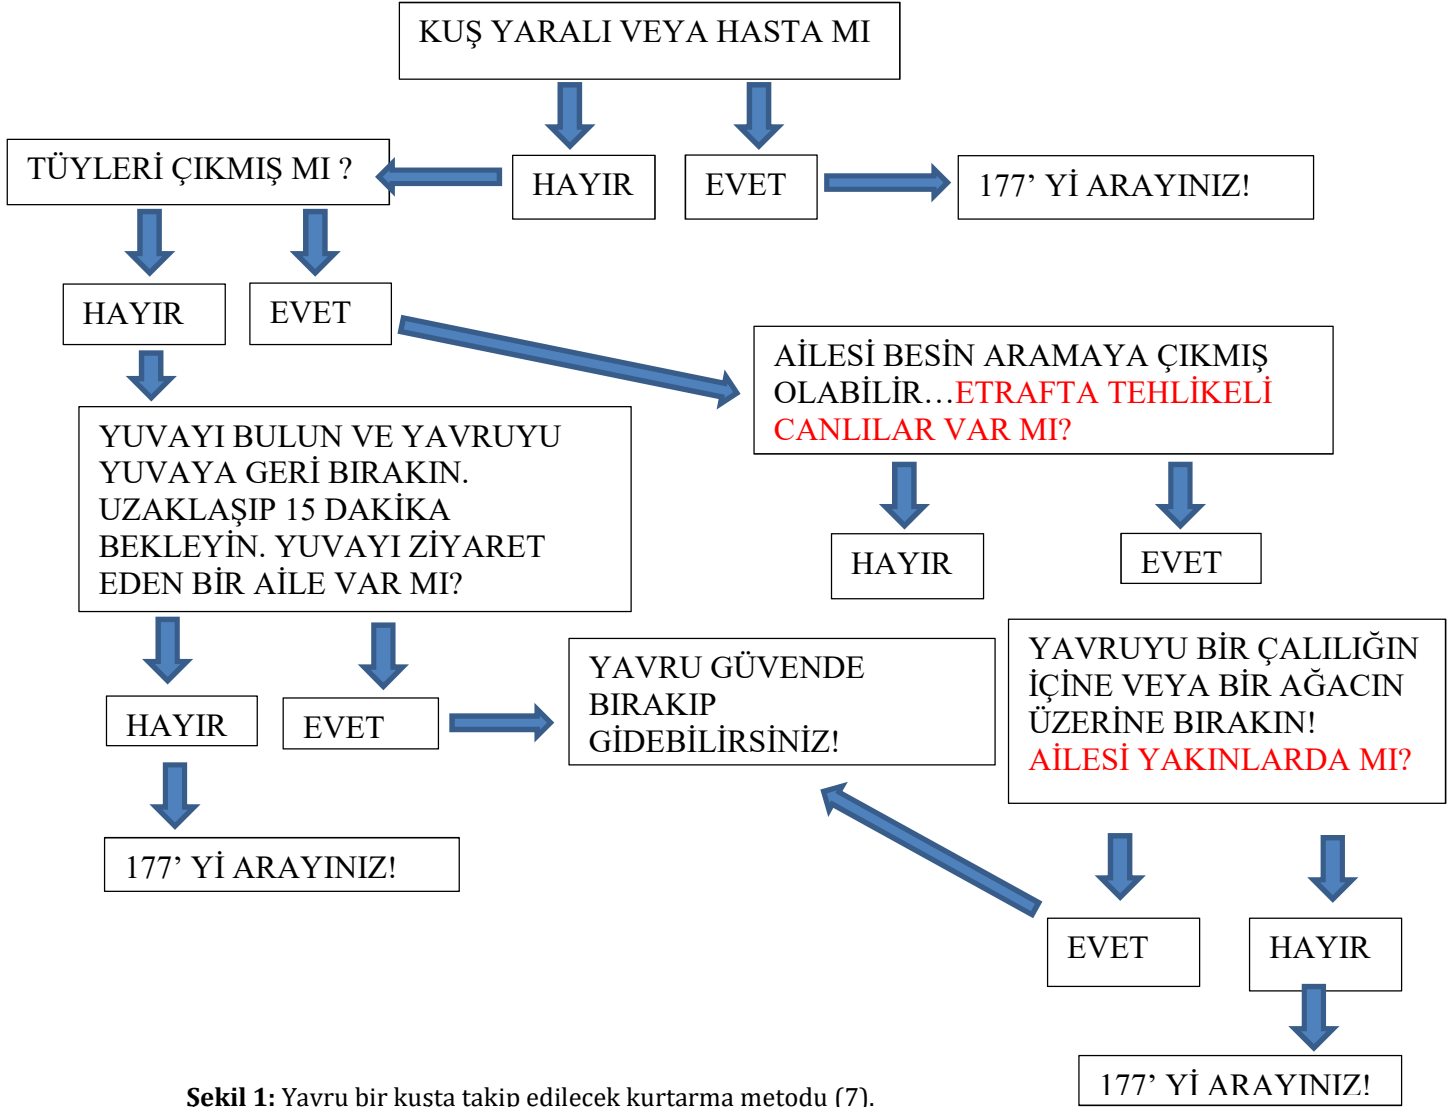 KUŞ YARALI VEYA HASTA MI
TÜYLERİ ÇIKMIŞ MI ?
HAYIR
EVET
177’ Yİ ARAYINIZ!
HAYIR
EVET
AİLESİ BESİN ARAMAYA ÇIKMIŞ
OLABİLİR…ETRAFTA TEHLİKELİ
CANLILAR VAR MI?
YUVAYI BULUN VE YAVRUYU
YUVAYA GERİ BIRAKIN.
UZAKLAŞIP 15 DAKİKA
BEKLEYİN. YUVAYI ZİYARET
EDEN BİR AİLE VAR MI?
HAYIR
EVET
YAVRU GÜVENDE
BIRAKIP
GİDEBİLİRSİNİZ!
YAVRUYU BİR ÇALILIĞIN
İÇİNE VEYA BİR AĞACIN
ÜZERİNE BIRAKIN!
AİLESİ YAKINLARDA MI?
HAYIR
EVET
177’ Yİ ARAYINIZ!
EVET
HAYIR
177’ Yİ ARAYINIZ!
Şekil 1: Yavru bir kuşta takip edilecek kurtarma metodu (7).